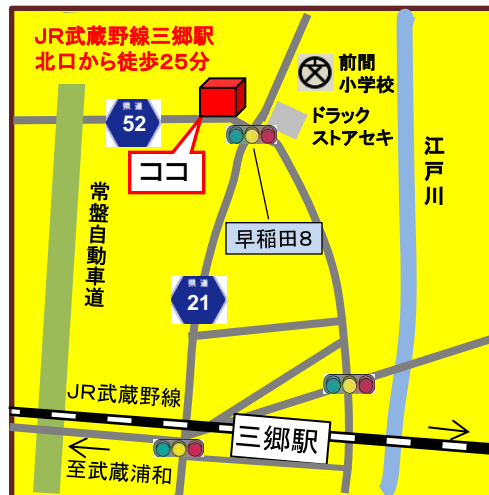 JR武蔵野線三郷駅
北口から徒歩25分
前間
小学校
ドラック
ストアセキ
県道
52
ココ
江戸川
早稲田8
常盤自動車道
県道
21
JR武蔵野線
三郷駅
至武蔵浦和